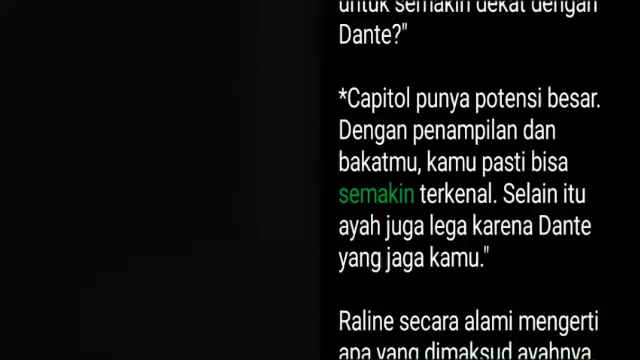 untuk semakin dekat dengan
Dante?"
*Capitol punya potensi besar.
Dengan penampilan dan
bakatmu, kamu pasti bisa
semakin terkenal. Selain itu
ayah juga lega karena Dante
yang jaga kamu."
Raline secara alami mengerti
apa yang dimaksud ayahnya